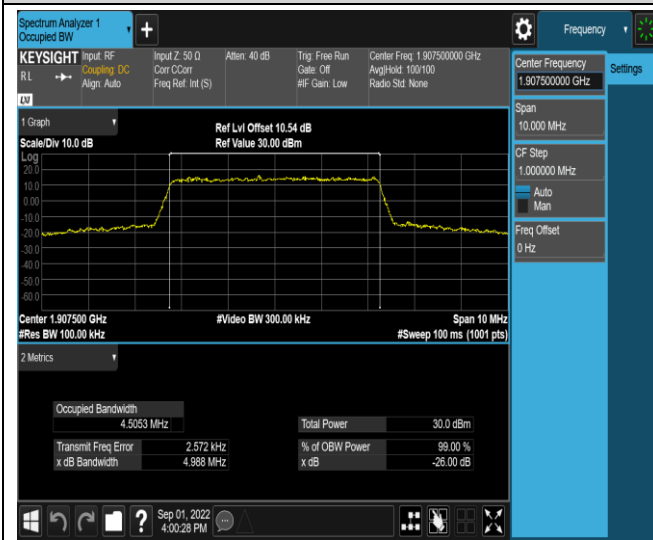 Spectrum Analyzer 1
Occupied BW
+
Frequency
KEYSIGHT
RL
LXI
Input: RF
Coupling: DC
Align: Auto
Input Z: 50 Ω
Corr CCorr
Freq Ref: Int (S)
Atten: 40 dB
Trig: Free Run
Gate: Off
#IF Gain: Low
Center Freq: 1.907500000 GHz
Avg|Hold: 100/100
Radio Std: None
Center Frequency
1.907500000 GHz
Settings
Span
10.000 MHz
CF Step
1.000000 MHz
Auto
Man
Freq Offset
0 Hz
1 Graph
Scale/Div 10.0 dB
Ref Lvl Offset 10.54 dB
Ref Value 30.00 dBm
Log
20.0
10.0
0.00
-10.0
-20.0
-30.0
-40.0
-50.0
-60.0
Center 1.907500 GHz
#Video BW 300.00 kHz
Span 10 MHz
#Res BW 100.00 kHz
#Sweep 100 ms (1001 pts)
2 Metrics
Occupied Bandwidth
4.5053 MHz
Total Power
30.0 dBm
Transmit Freq Error
2.572 kHz
% of OBW Power
99.00 %
x dB Bandwidth
4.988 MHz
x dB
-26.00 dB
?
Sep 01, 2022
4:00:28 PM